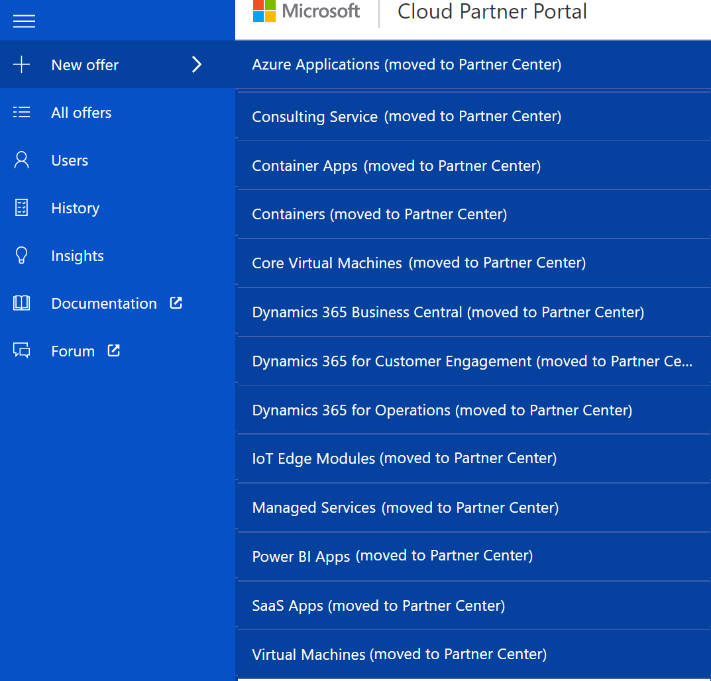 Microsoft Cloud Partner Portal
New offer
All offers
Users
History
Insights
Documentation
Forum
Azure Applications (moved to Partner Center)
Consulting Service (moved to Partner Center)
Container Apps (moved to Partner Center)
Containers (moved to Partner Center)
Core Virtual Machines (moved to Partner Center)
Dynamics 365 Business Central (moved to Partner Center)
Dynamics 365 for Customer Engagement (moved to Partner Ce...
Dynamics 365 for Operations (moved to Partner Center)
IoT Edge Modules (moved to Partner Center)
Managed Services (moved to Partner Center)
Power BI Apps (moved to Partner Center)
SaaS Apps (moved to Partner Center)
Virtual Machines (moved to Partner Center)